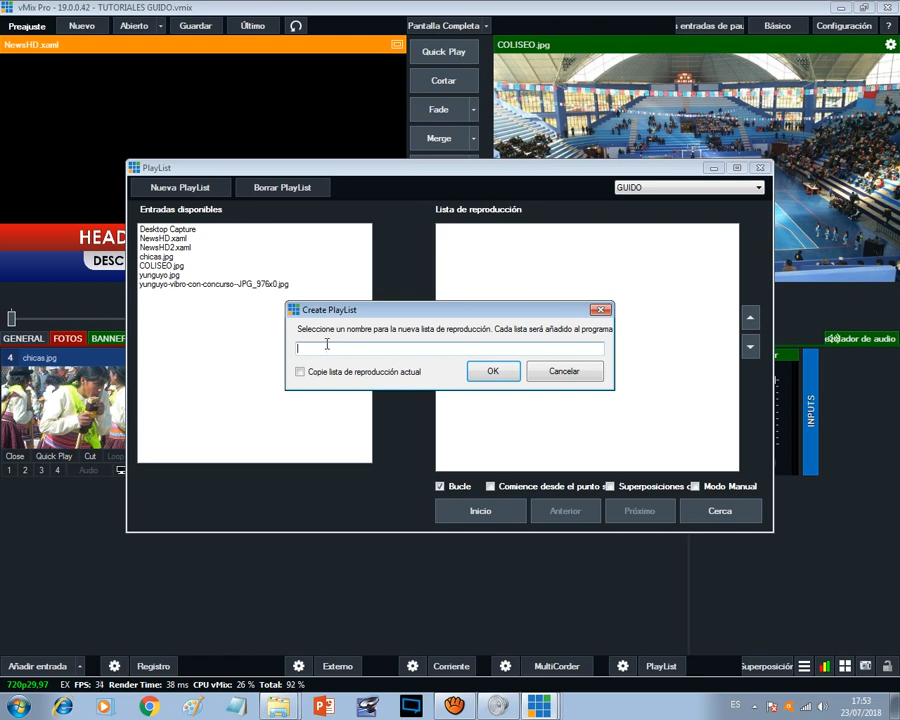 vMix Pro - 19.0.0.42 - TUTORIALES GUIDO.vmix
Preajuste Nuevo Abierto Guardar Último Pantalla Completa s entradas de pau Básico Configuración ?
NewsHD.xaml
COLISEO.jpg
Quick Play
Cortar
Fade
Merge
PlayList
Nueva PlayList Borrar PlayList GUIDO
Entradas disponibles
Lista de reproducción
Desktop Capture
NewsHD.xaml
NewsHD2.xaml
chicas.jpg
COLISEO.jpg
yunguyo.jpg
yunguyo-vibro-con-concurso--JPG_976x0.jpg
HEAD
DESC
Create PlayList
Seleccione un nombre para la nueva lista de reproducción. Cada lista será añadido al programa
Copie lista de reproducción actual OK Cancelar
GENERAL FOTOS BANNER
4 chicas.jpg
Close Quick Play Cut Loop
1 2 3 4 Audio
lador de audio
INPUTS
Bucle Comience desde el punto s Superposiciones c Modo Manual
Inicio Anterior Próximo Cerca
Añadir entrada Registro Externo Corriente MultiCorder PlayList Superposición
720p29,97 EX FPS: 34 Render Time: 38 ms CPU vMix: 26 % Total: 92 %
ES 17:53
23/07/2018